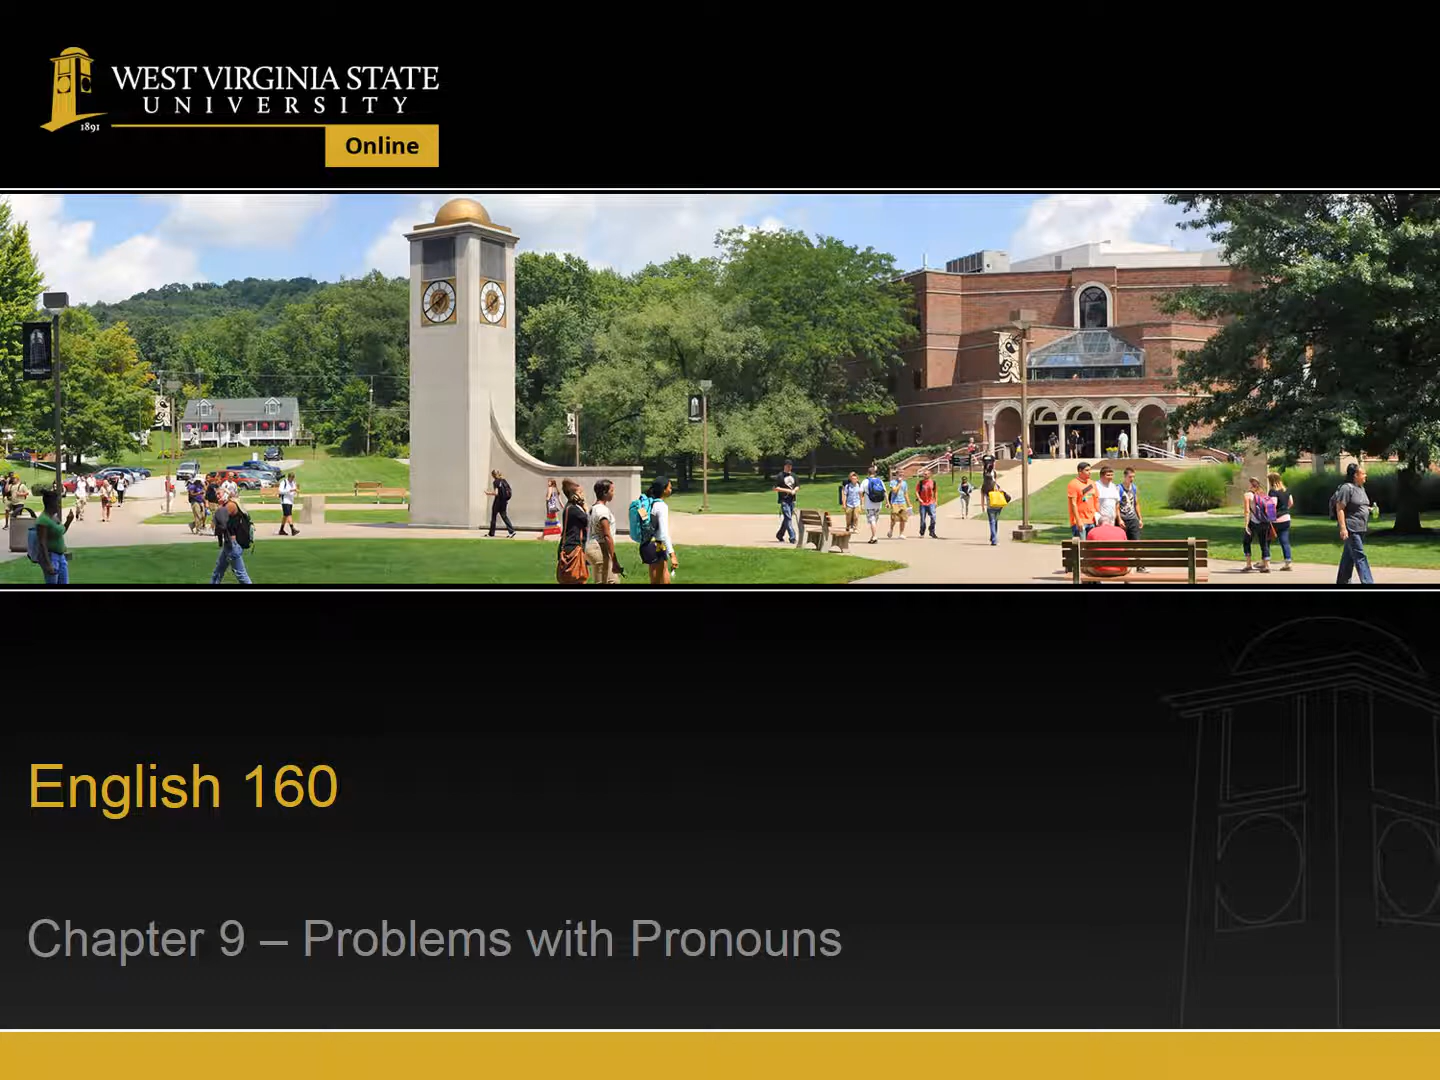 WEST VIRGINIA STATE
UNIVERSITY
1891
Online
English 160
Chapter 9 – Problems with Pronouns